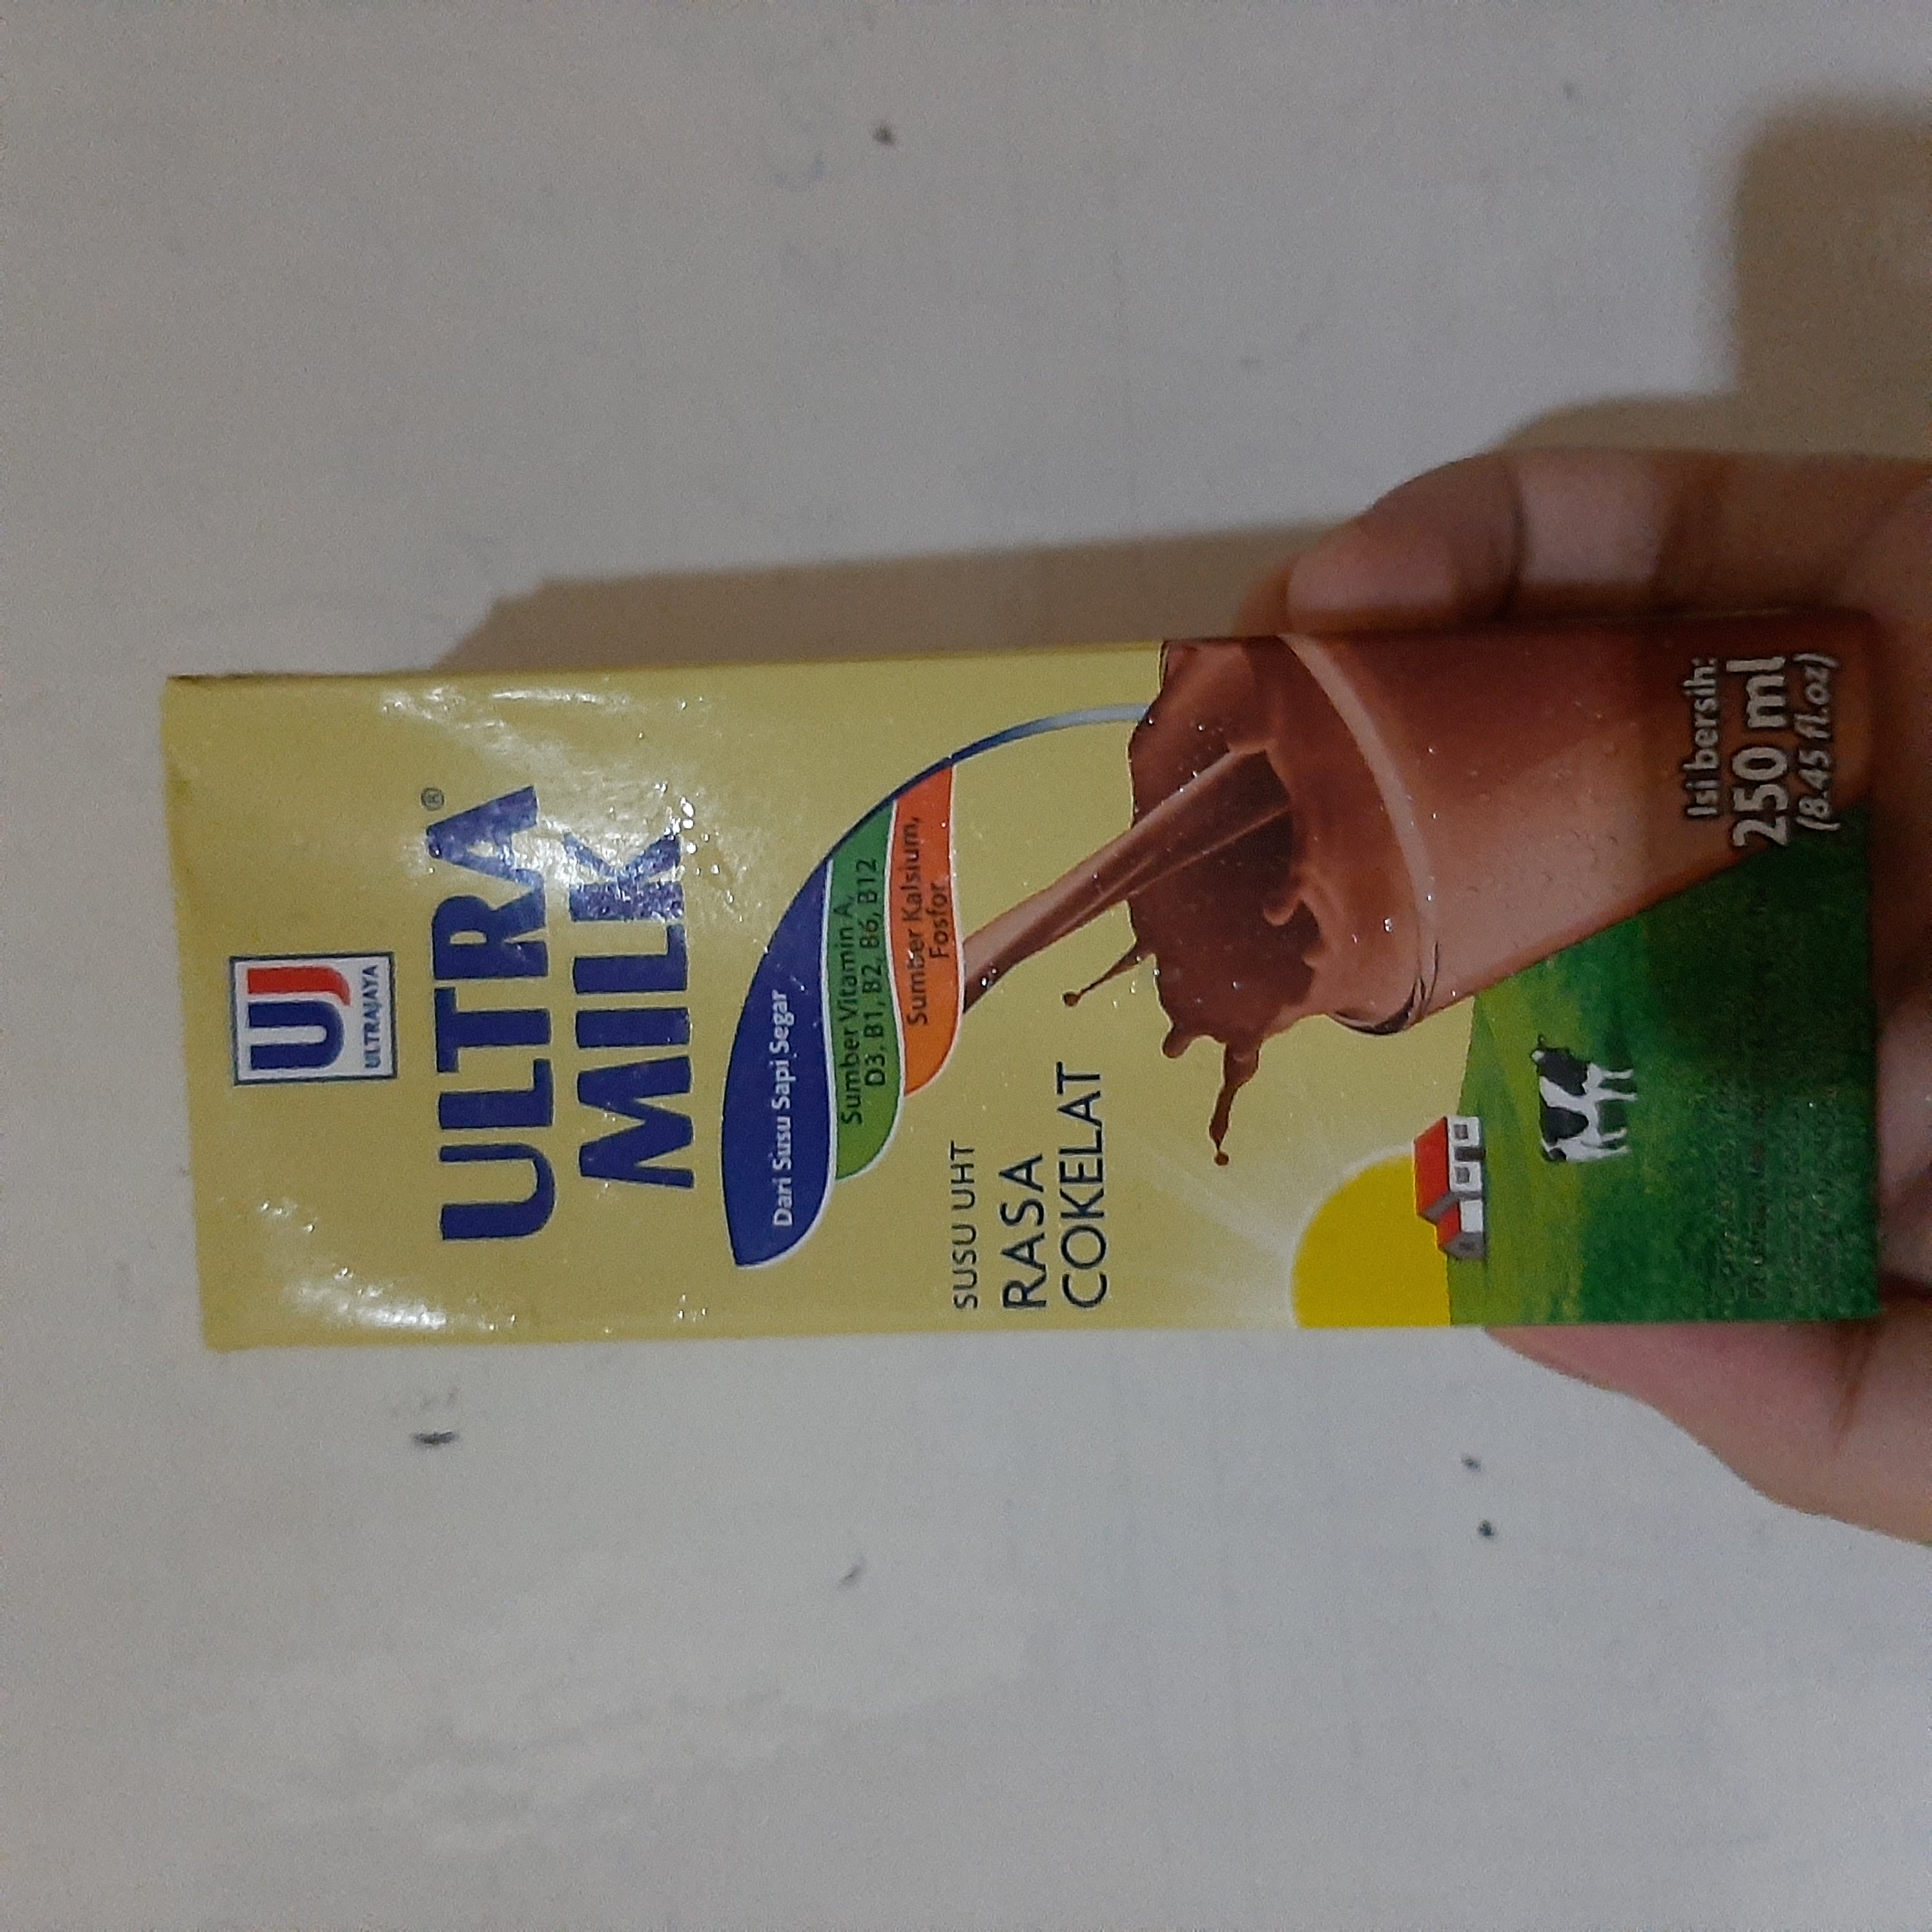 UJ
ULTRAJAYA
ULTRA®
MILK
Dari Susu Sapi Segar
Sumber Vitamin A,
D3, B1, B2, B6, B12
Sumber Kalsium,
Fosfor
SUSU UHT
RASA
COKELAT
Isi bersih:
250 ml
(8.45 fl.oz)